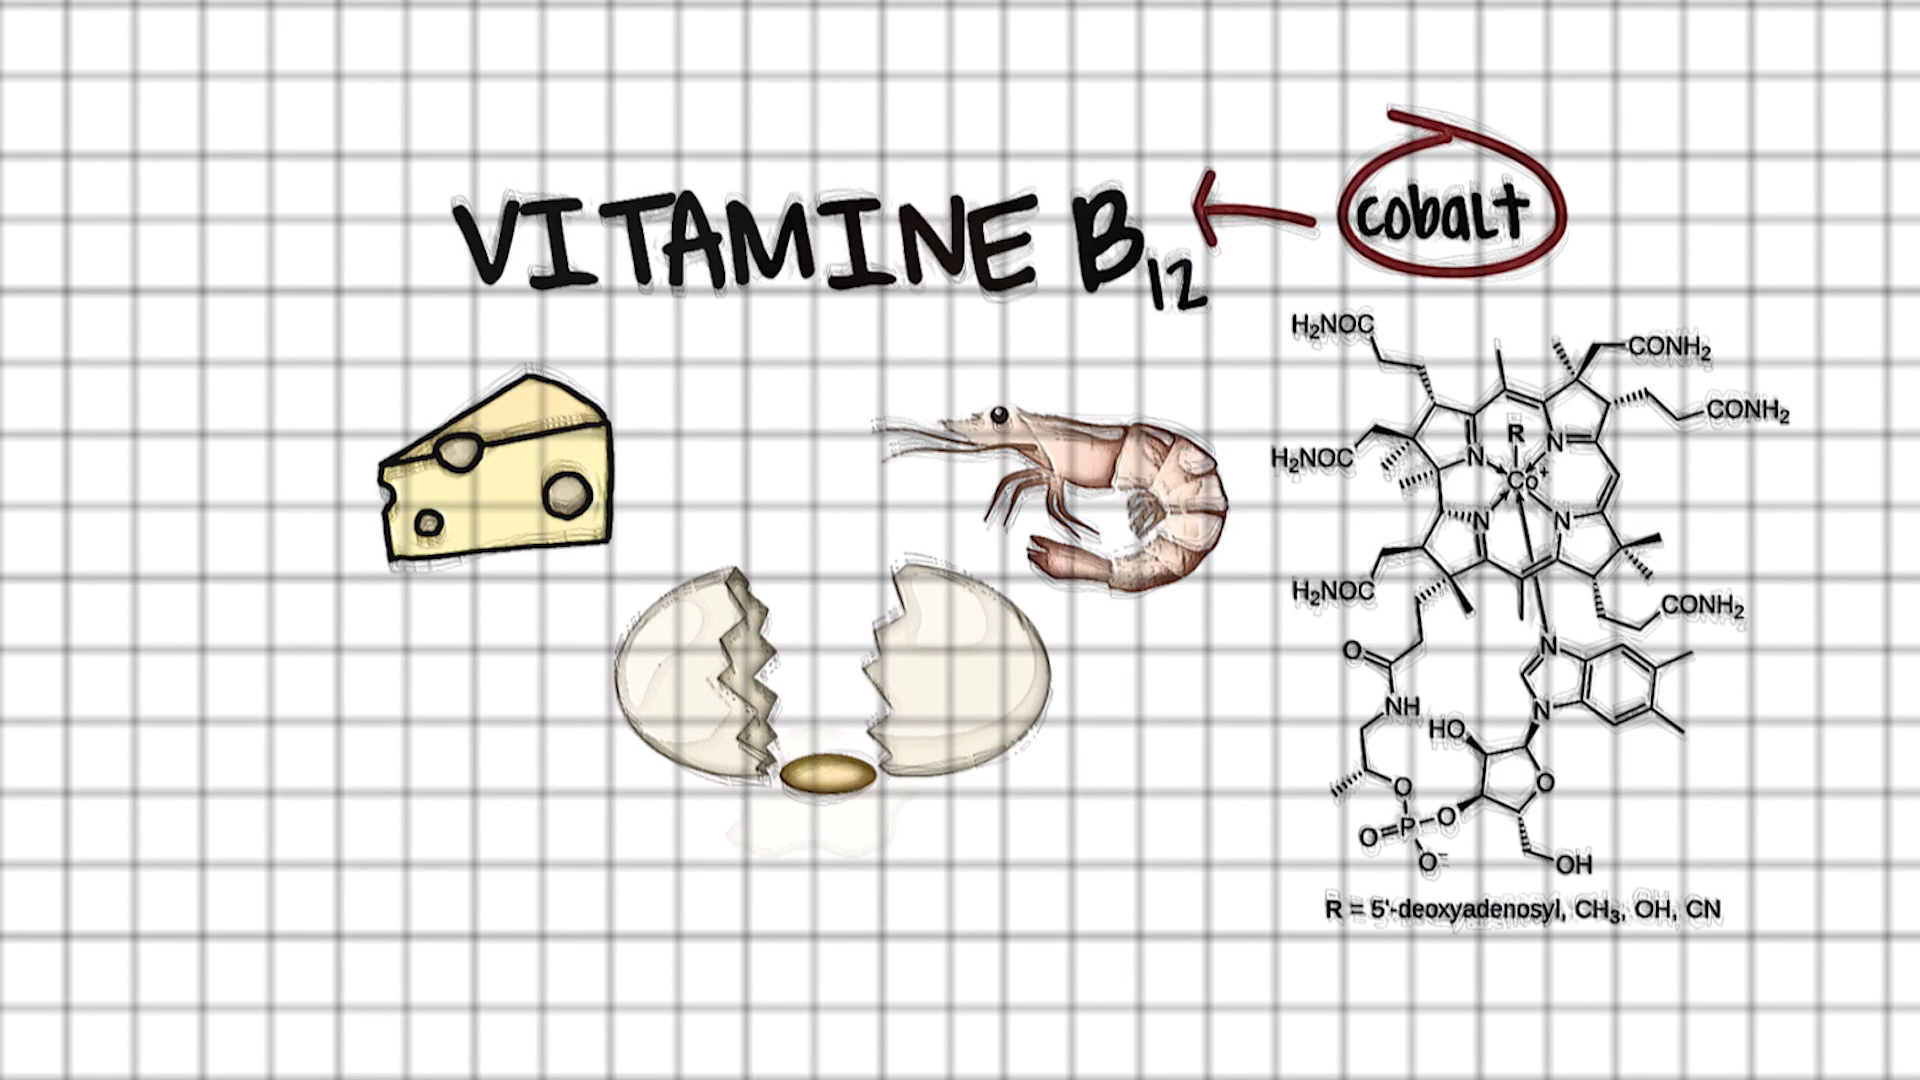 VITAMINE B12
cobalt
H2NOC
CONH2
CONH2
R
N
N
H2NOC
Co+
N
N
H2NOC
CONH2
O
N
NH
N
HO
O
O
O=P-O
O-
OH
R = 5'-deoxyadenosyl, CH3, OH, CN